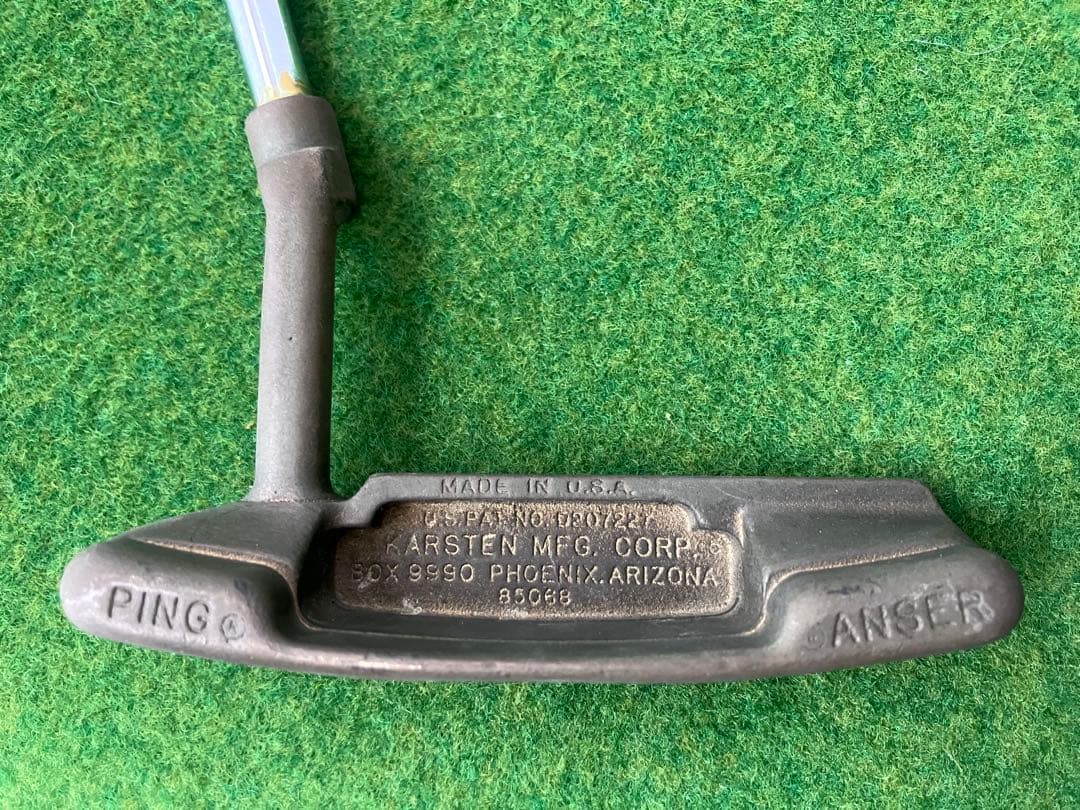 MADE IN U.S.A.
U.S. PAT. NO. D207227
KARSTEN MFG. CORP.
BOX 9990 PHOENIX. ARIZONA
85068
PING A
ANSER